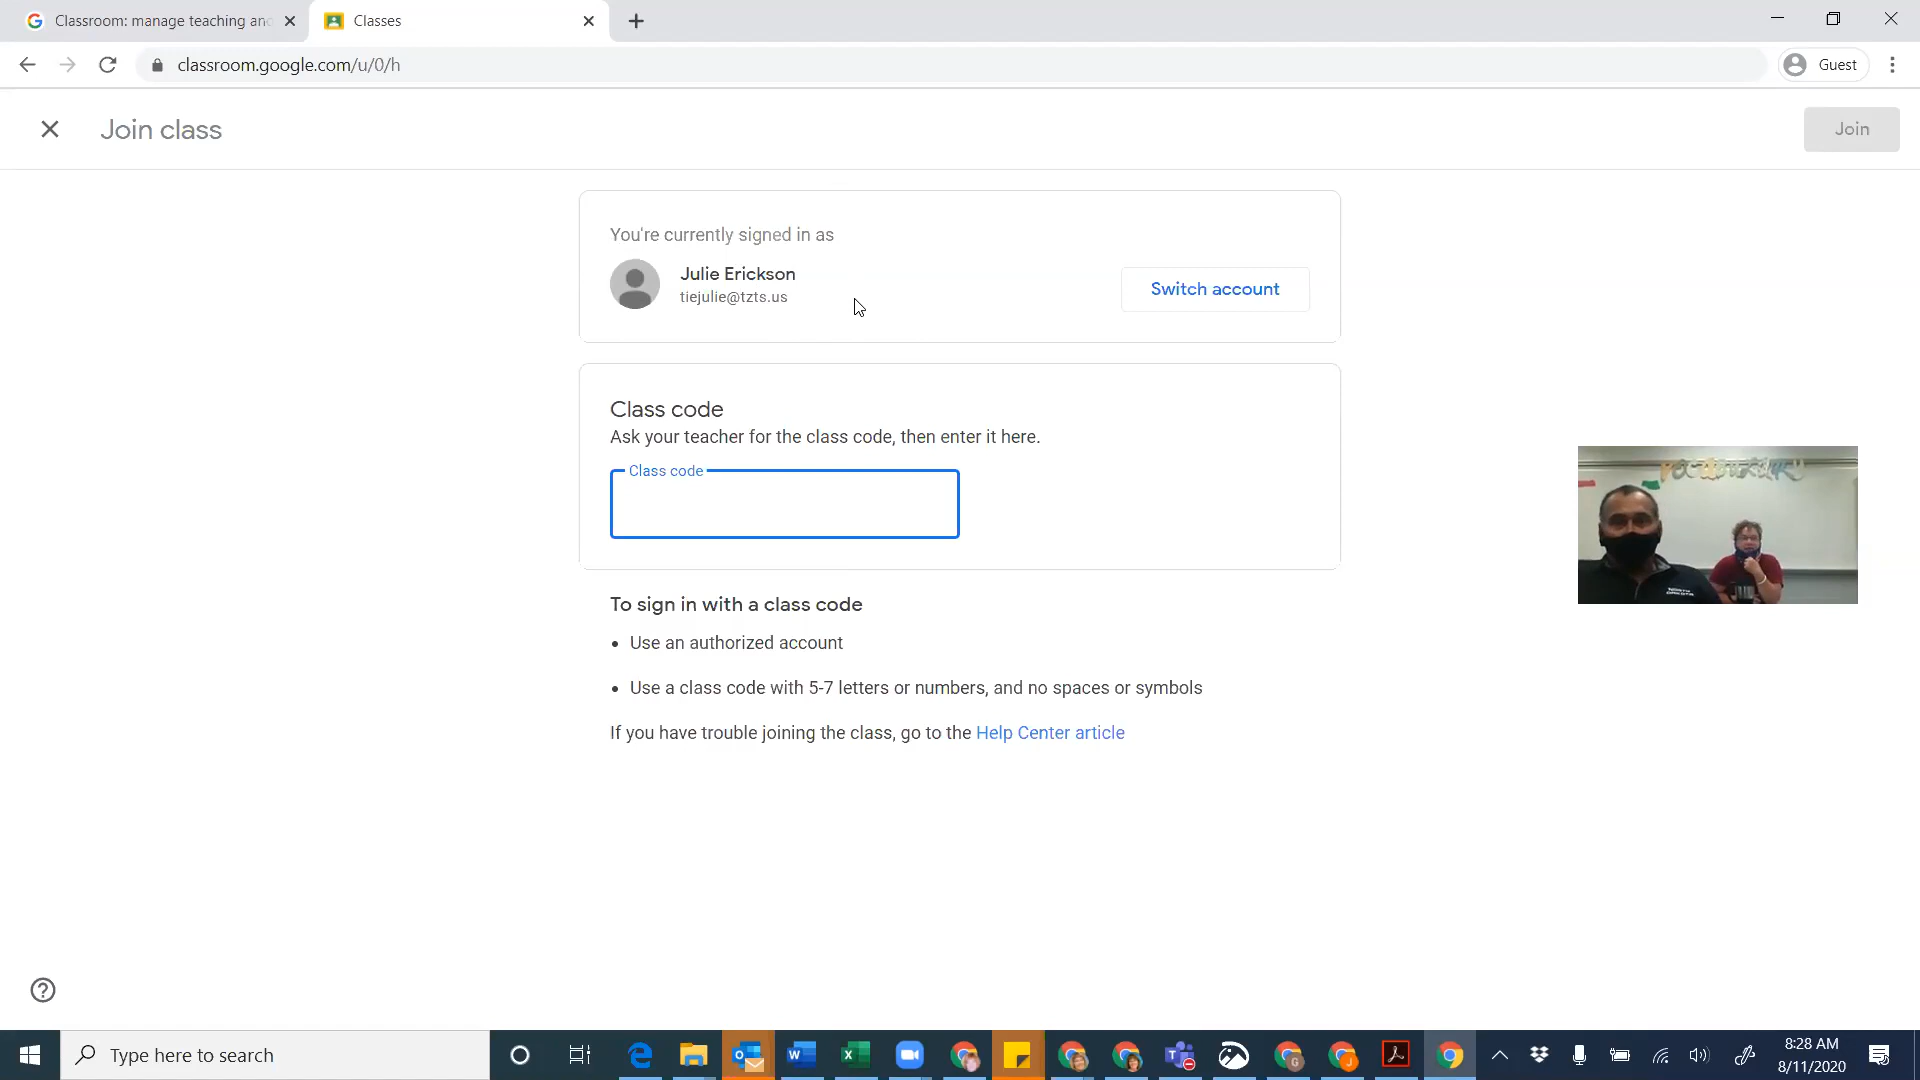 Classroom: manage teaching and
Classes
classroom.google.com/u/0/h
Guest
Join class
Join
You're currently signed in as
Julie Erickson
tiejulie@tzts.us
Switch account
Class code
Ask your teacher for the class code, then enter it here.
Class code
VOCABULARY
To sign in with a class code
• Use an authorized account
• Use a class code with 5-7 letters or numbers, and no spaces or symbols
If you have trouble joining the class, go to the Help Center article
Type here to search
8:28 AM
8/11/2020